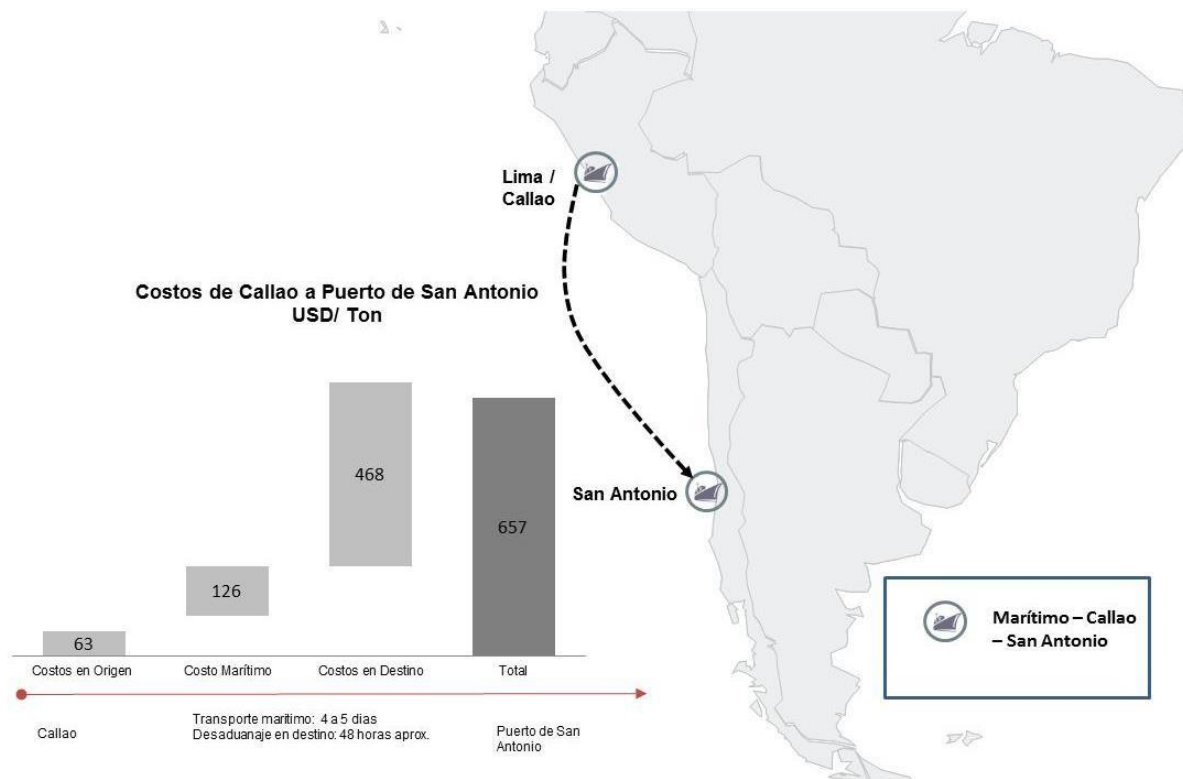 Lima /
Callao
Costos de Callao a Puerto de San Antonio
USD/ Ton
468
San Antonio
657
126
63
Costos en Origen
Costo Marítimo
Costos en Destino
Total
Marítimo – Callao
– San Antonio
Callao
Transporte marítimo: 4 a 5 días
Desaduanaje en destino: 48 horas aprox.
Puerto de San
Antonio